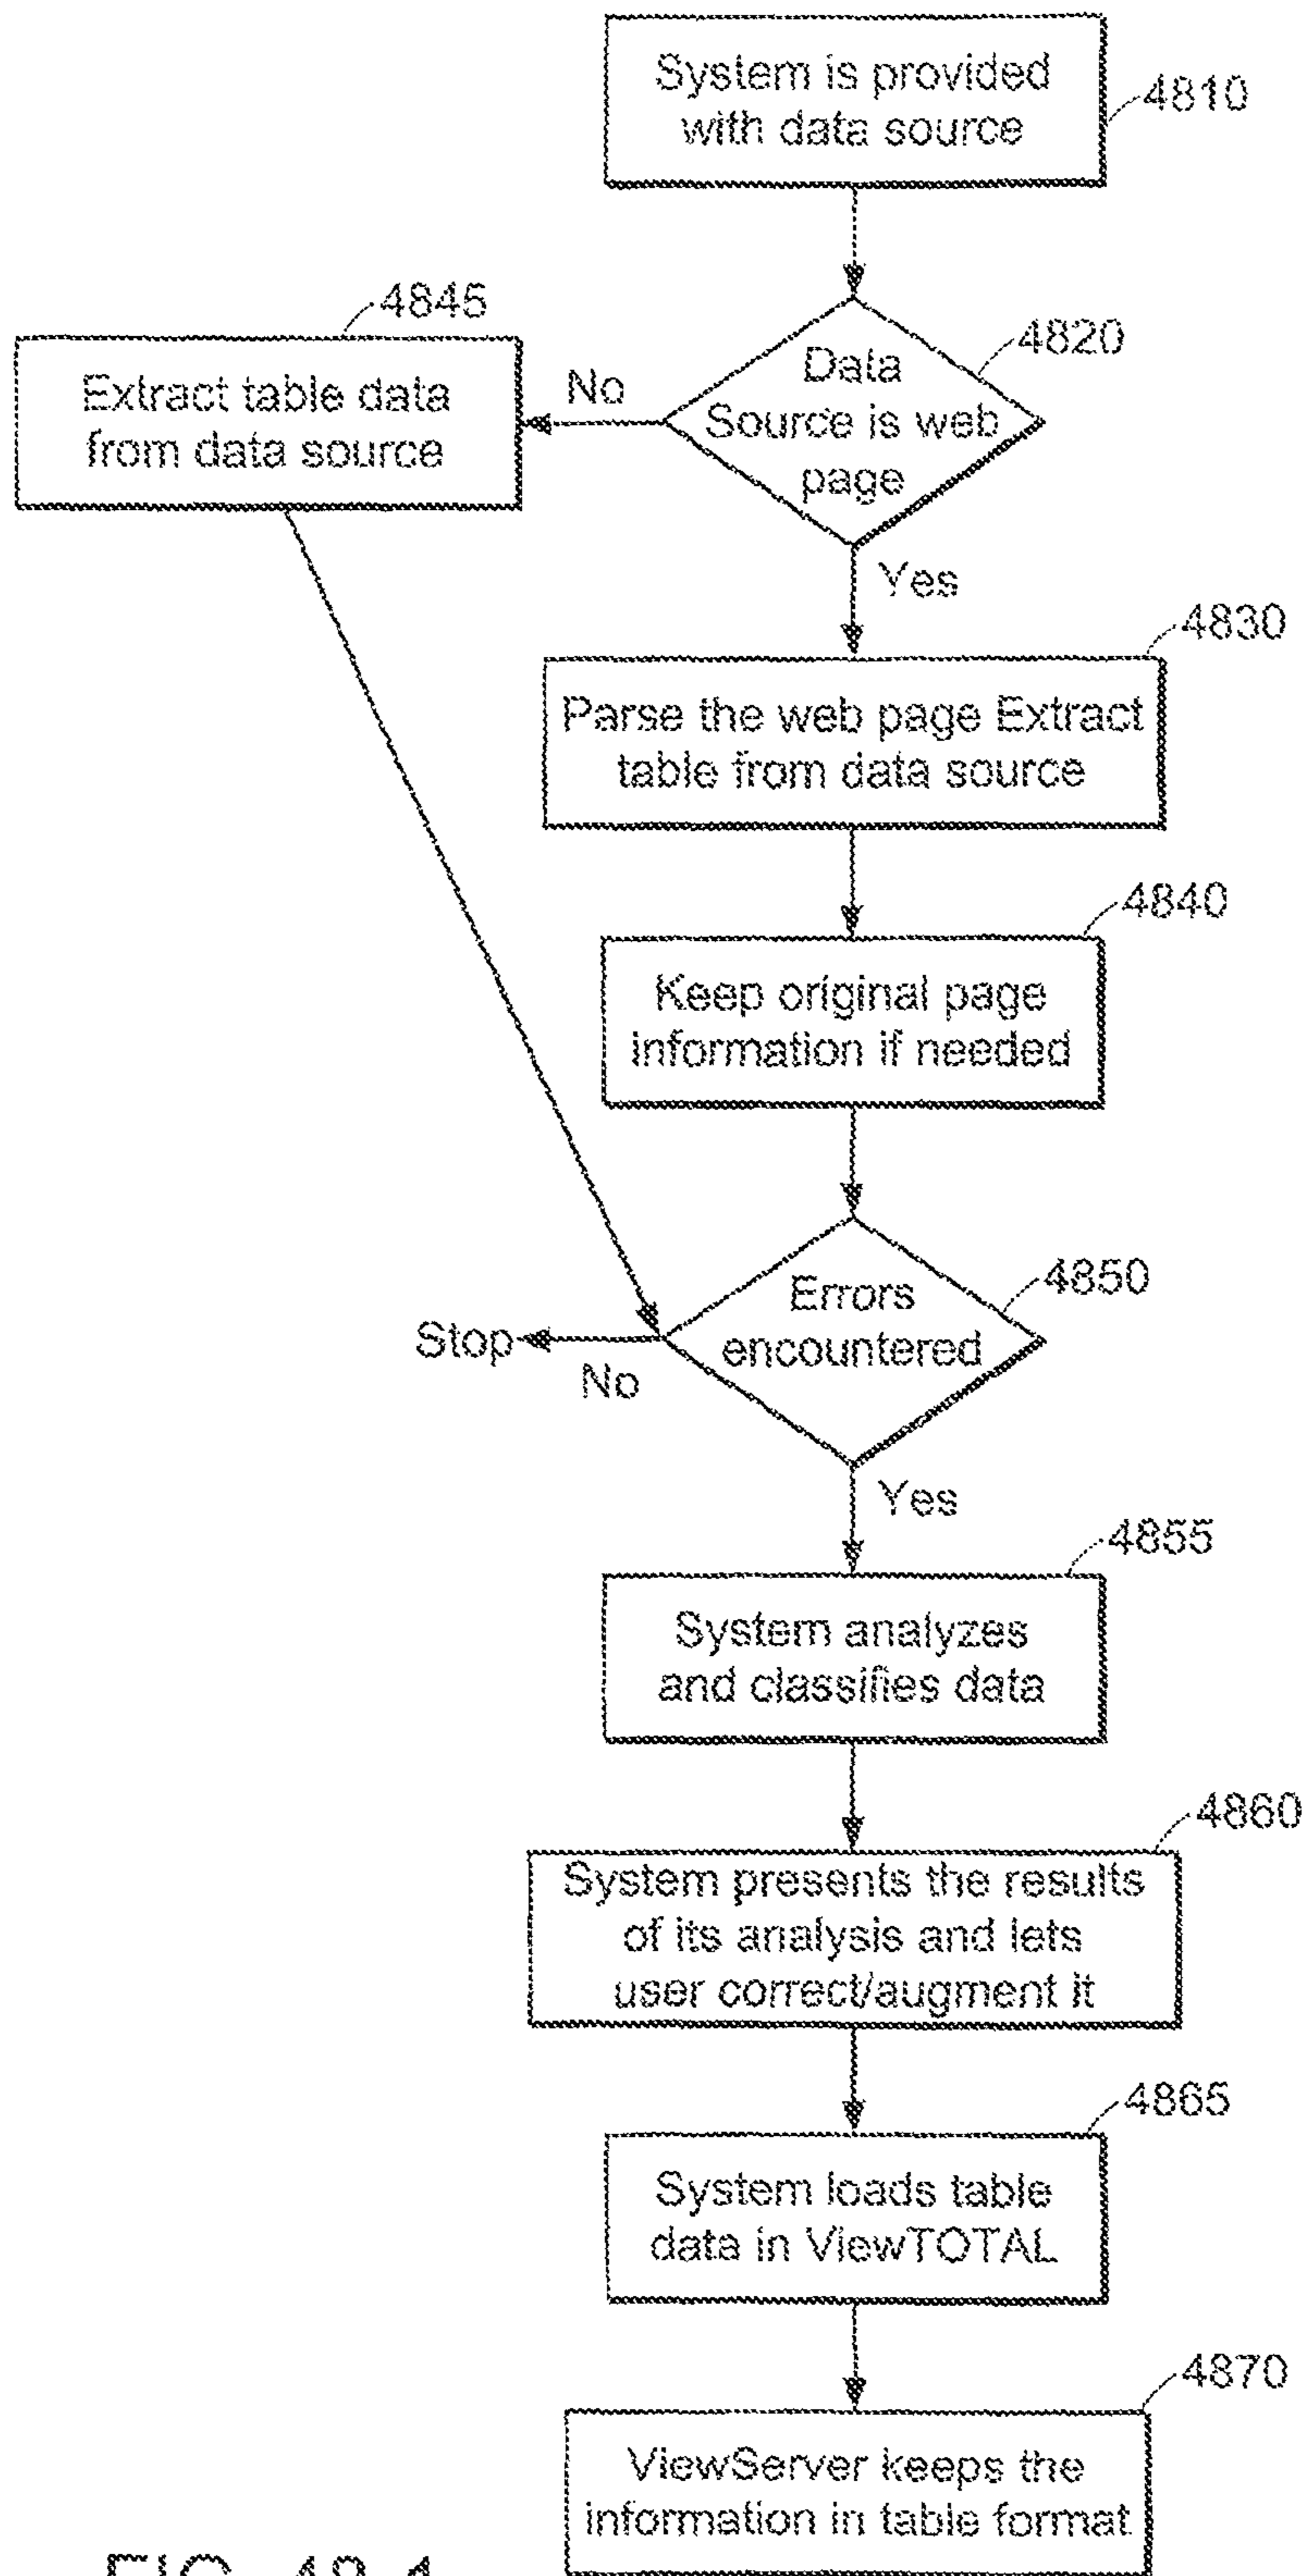 System is provided
with data source
4810
4845
Extract table data
from data source
No
4820
Data
Source is web
page
Yes
4830
Parse the web page Extract
table from data source
4840
Keep original page
information if needed
4850
Errors
encountered
Stop
No
Yes
4855
System analyzes
and classifies data
4860
System presents the results
of its analysis and lets
user correct/augment it
4865
System loads table
data in ViewTOTAL
4870
ViewServer keeps the
information in table format
FIG. 48-1